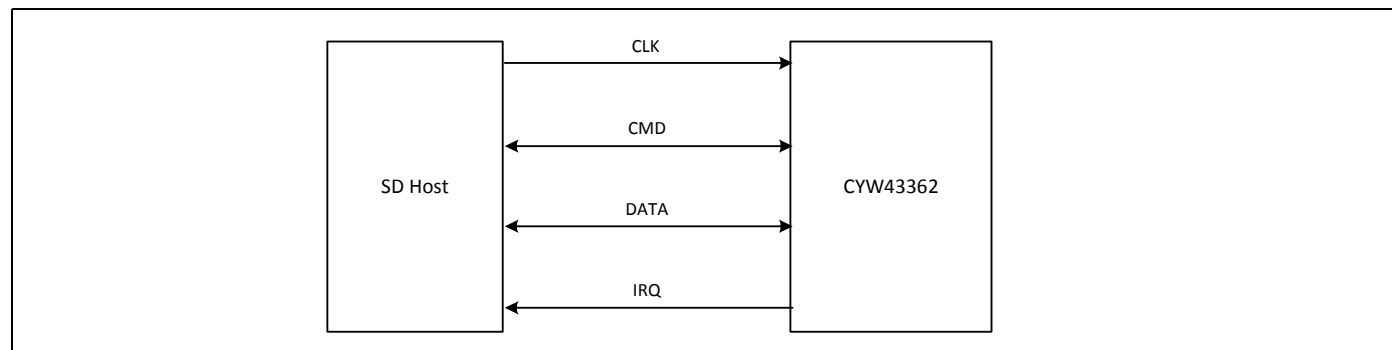 CLK
CMD
SD Host
CYW43362
DATA
IRQ